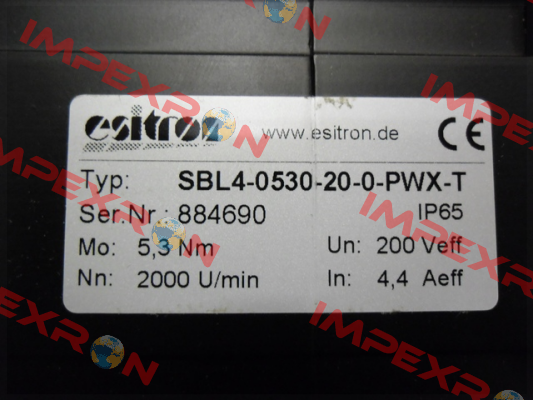 IMPEXRON
IMPEXRON
esitron www.esitron.de CE
Typ: SBL4-0530-20-0-PWX-T
Ser.Nr: 884690 IP65
Mo: 5,3 Nm Un: 200 Veff
Nn: 2000 U/min In: 4,4 Aeff
IMPEXRON
IMPEXRON